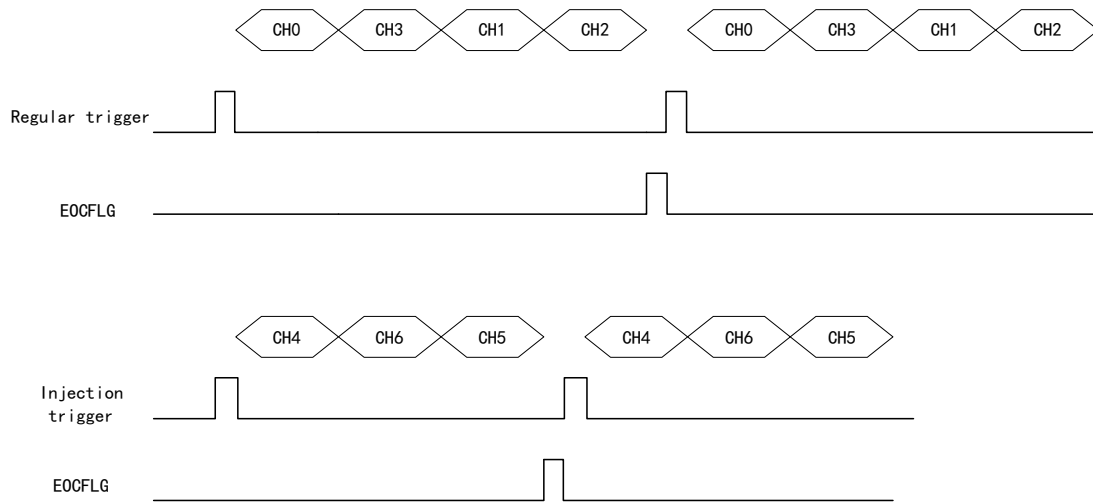 CH0 CH3 CH1 CH2 CH0 CH3 CH1 CH2
Regular trigger
EOCFLG
CH4 CH6 CH5 CH4 CH6 CH5
Injection
trigger
EOCFLG